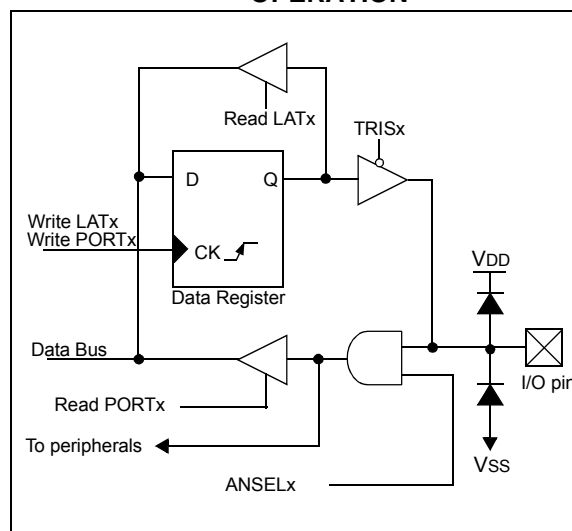 OPERATION
Read LATx
TRISx
D
Q
Write LATx
Write PORTx
CK
Data Register
VDD
Data Bus
I/O pin
Read PORTx
To peripherals
VSS
ANSELx